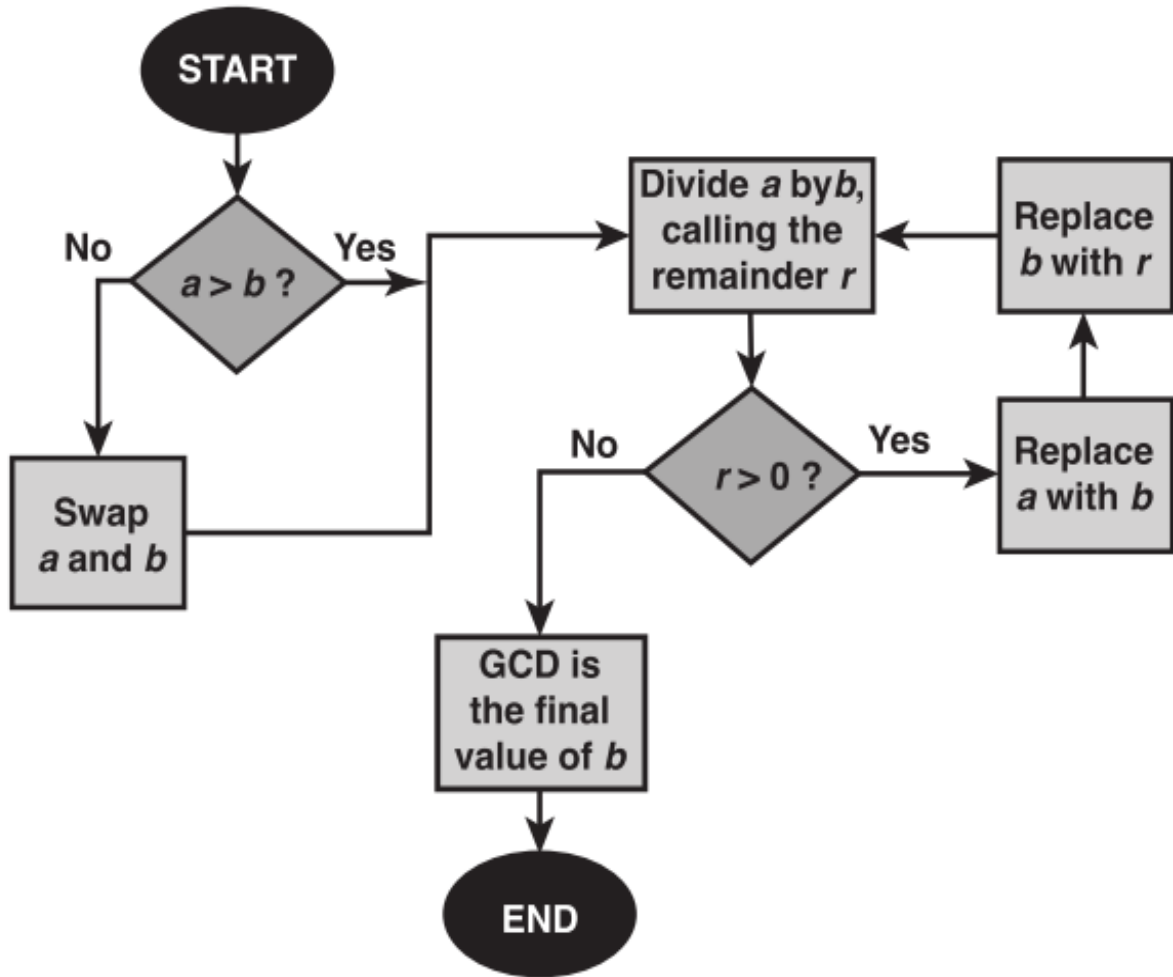 START
No
Yes
a > b ?
Swap
a and b
Divide a byb,
calling the
remainder r
Replace
b with r
No
Yes
r > 0 ?
Replace
a with b
GCD is
the final
value of b
END